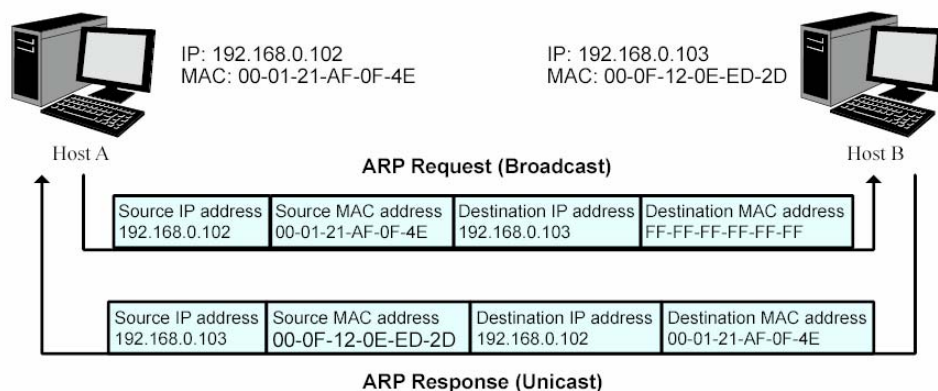 IP: 192.168.0.102
MAC: 00-01-21-AF-0F-4E
IP: 192.168.0.103
MAC: 00-0F-12-0E-ED-2D
Host A
Host B
ARP Request (Broadcast)
Source IP address
192.168.0.102
Source MAC address
00-01-21-AF-0F-4E
Destination IP address
192.168.0.103
Destination MAC address
FF-FF-FF-FF-FF-FF
Source IP address
192.168.0.103
Source MAC address
00-0F-12-0E-ED-2D
Destination IP address
192.168.0.102
Destination MAC address
00-01-21-AF-0F-4E
ARP Response (Unicast)